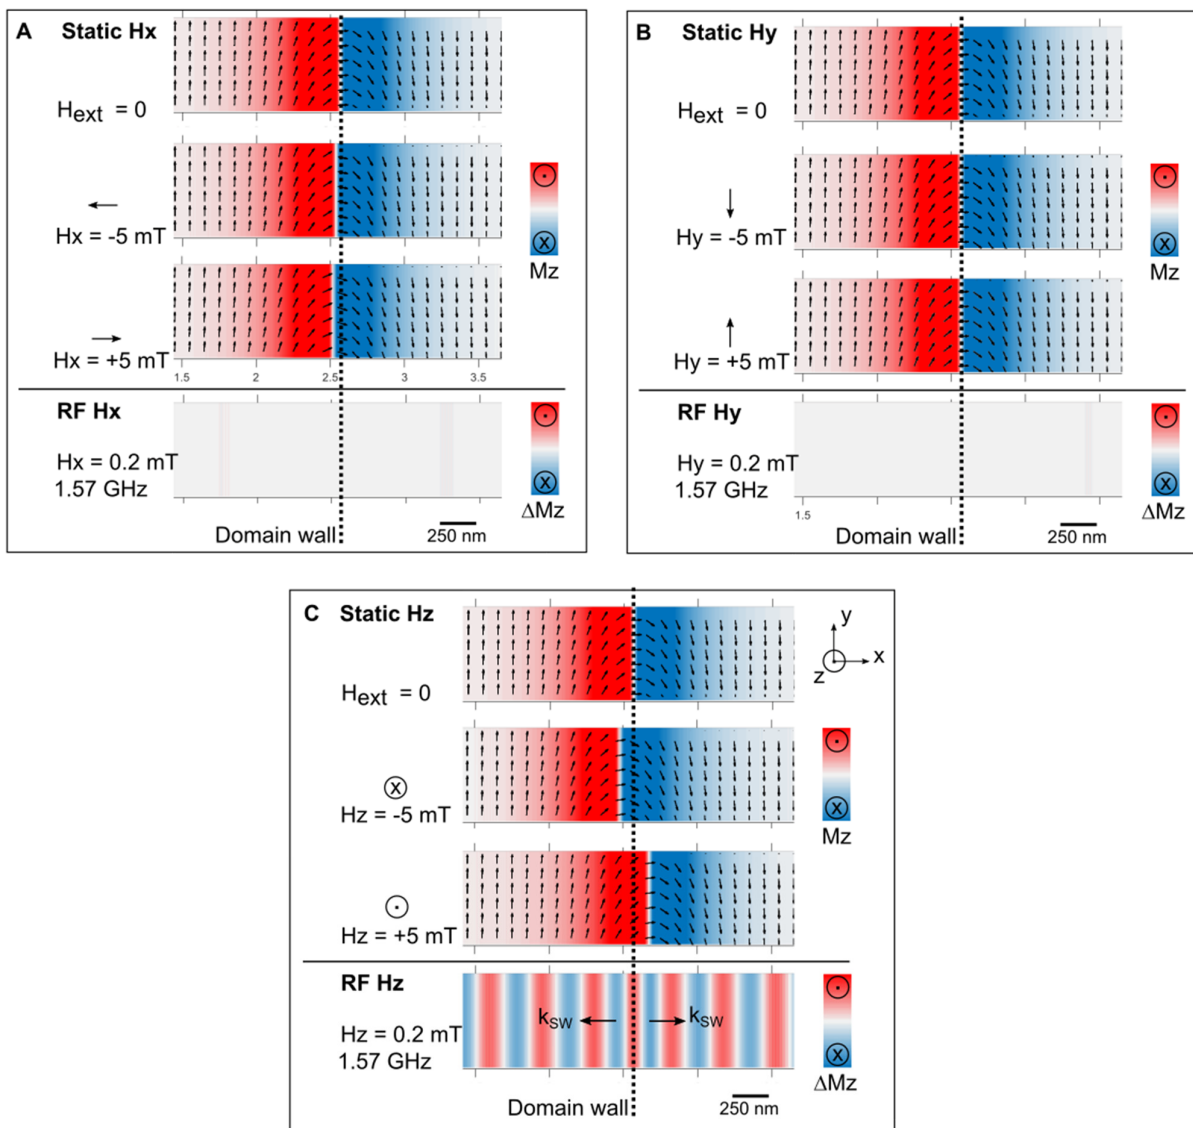 A Static Hx
Hext = 0
Hx = -5 mT
Mz
Hx = +5 mT
1.5 2 2.5 3 3.5
RF Hx
Hx = 0.2 mT
1.57 GHz
ΔMz
Domain wall
250 nm
B Static Hy
Hext = 0
Hy = -5 mT
Mz
Hy = +5 mT
RF Hy
Hy = 0.2 mT
1.57 GHz
ΔMz
1.5
Domain wall
250 nm
C Static Hz
y
x
z
Hext = 0
Hz = -5 mT
Mz
Hz = +5 mT
RF Hz
kSW kSW
Hz = 0.2 mT
1.57 GHz
ΔMz
Domain wall
250 nm